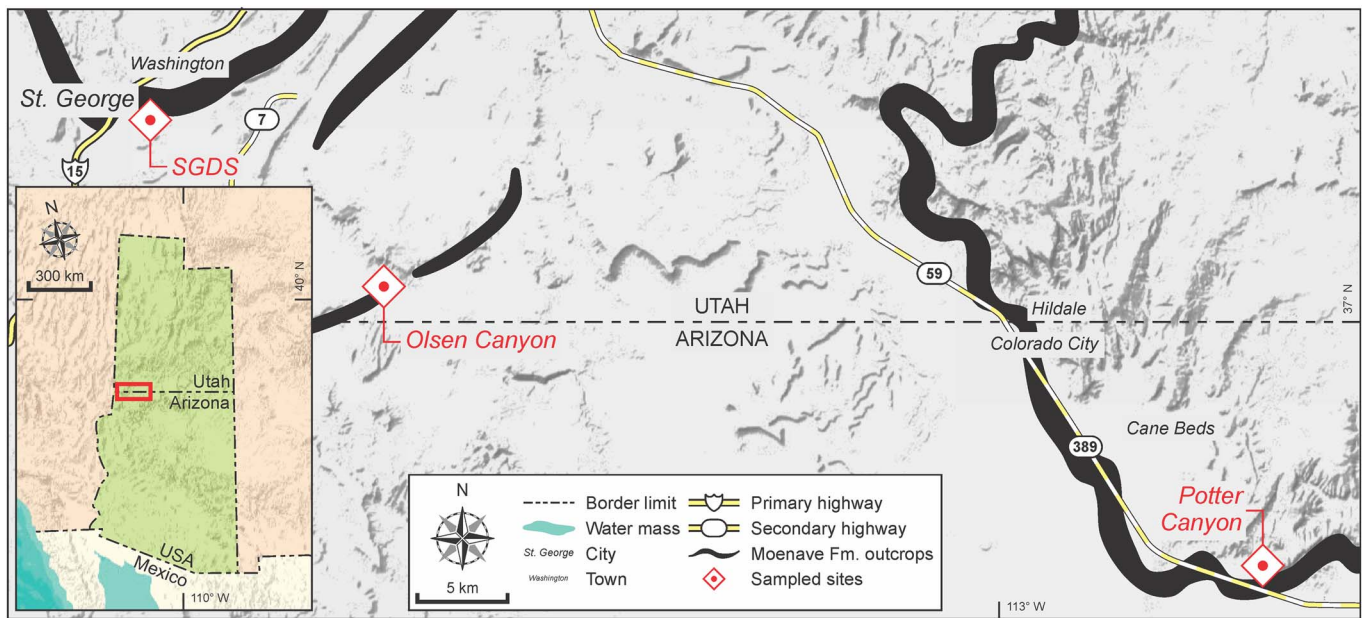 Washington
St. George
7
SGDS
15
N
300 km
40° N
Utah
Arizona
USA
Mexico
110° W
Olsen Canyon
UTAH
ARIZONA
59
Hildale
Colorado City
37° N
Cane Beds
389
Potter
Canyon
113° W
N
5 km
Border limit
Water mass
St. George City
Washington Town
Primary highway
Secondary highway
Moenave Fm. outcrops
Sampled sites